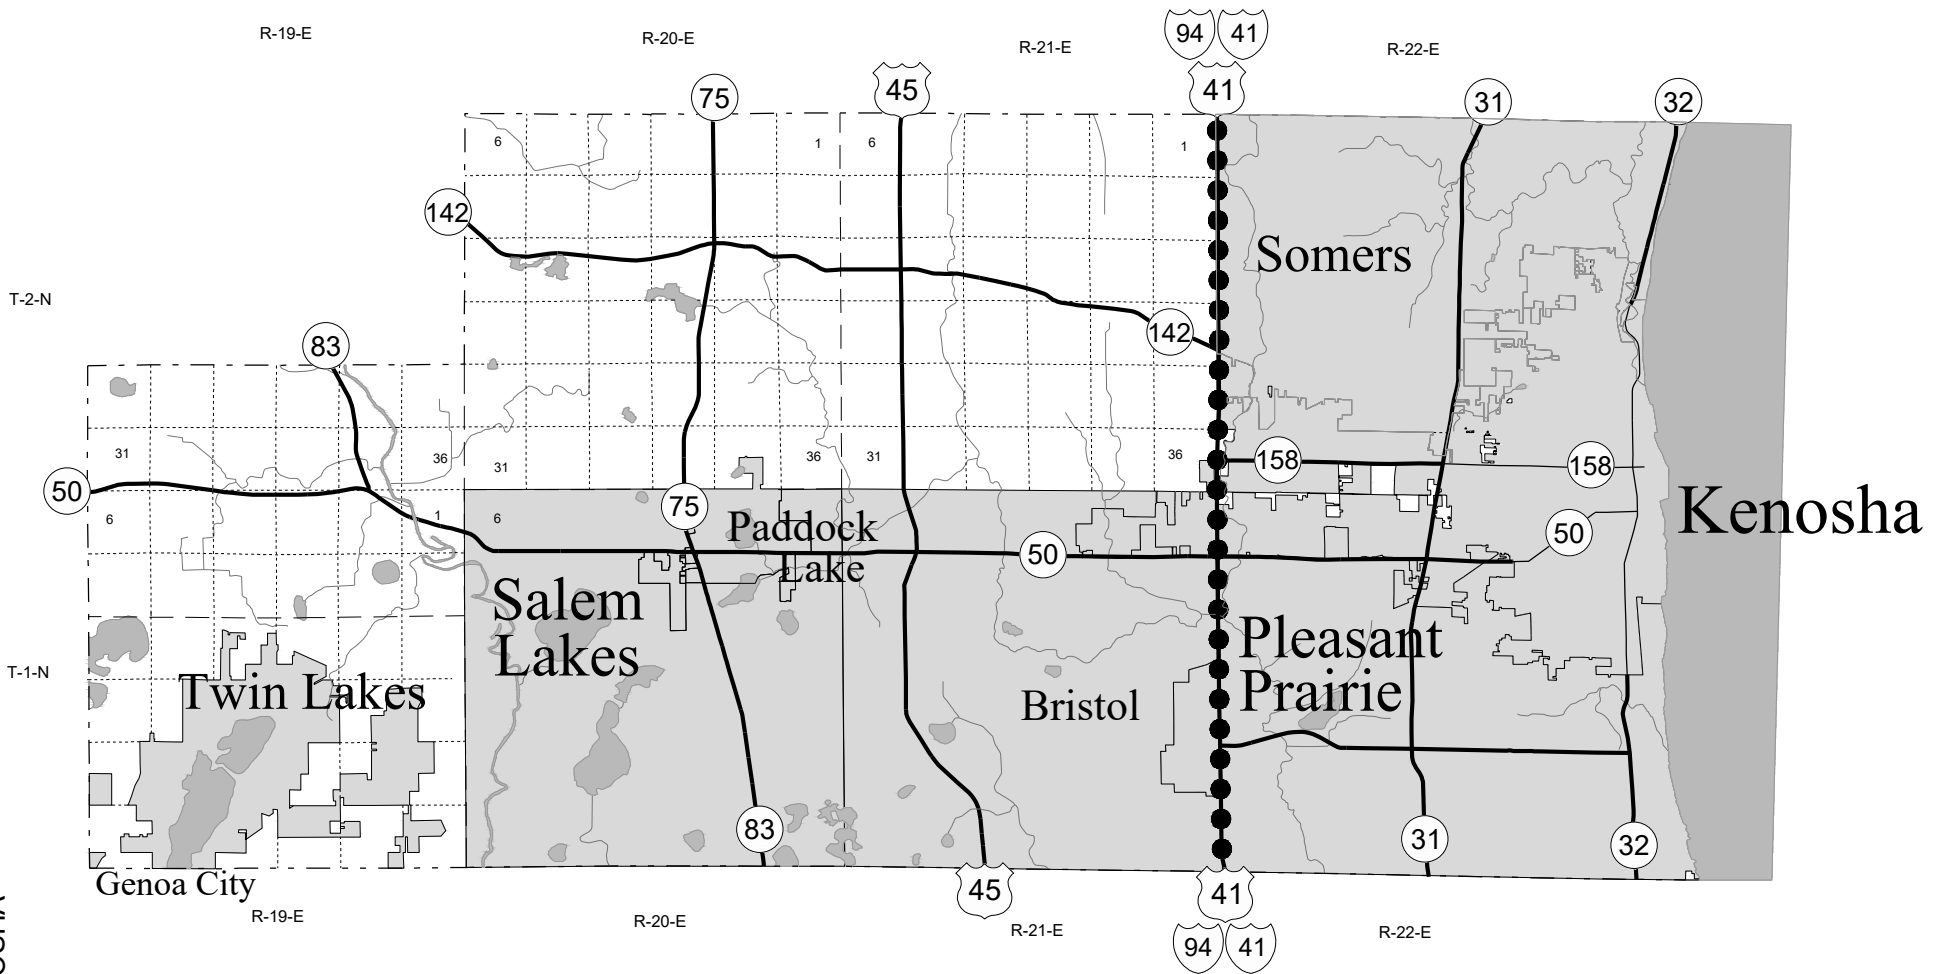 R-19-E
R-20-E
R-21-E
94
41
R-22-E
75
45
41
31
32
6
1
6
1
142
Somers
T-2-N
142
83
31
36
31
36
31
36
158
158
50
75
Kenosha
6
1
6
Paddock
Lake
50
50
Salem
Lakes
Pleasant
Prairie
T-1-N
Twin Lakes
Bristol
83
31
32
Genoa City
45
41
R-19-E
R-20-E
R-21-E
R-22-E
94
41